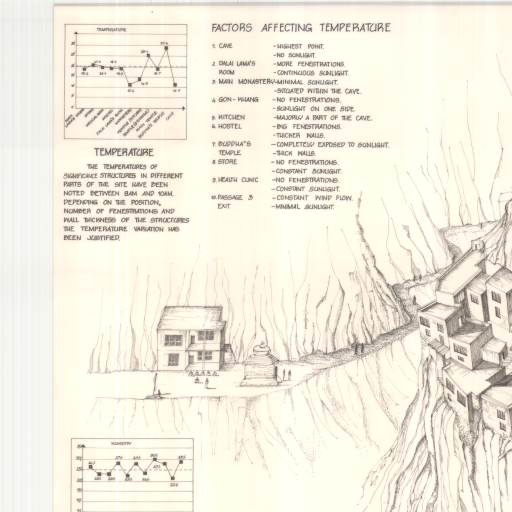 TEMPERATURE
FACTORS AFFECTING TEMPERATURE
1. CAVE - HIGHEST POINT.
- NO SUNLIGHT.
2. DALAI LAMA'S ROOM - MORE FENESTRATIONS.
- CONTINUOUS SUNLIGHT.
3. MAIN MONASTERY - MINIMAL SUNLIGHT.
- SITUATED WITHIN THE CAVE.
4. GON - KHANG - NO FENESTRATIONS.
- SUNLIGHT ON ONE SIDE.
5. KITCHEN - MAJORLY A PART OF THE CAVE.
6. HOSTEL - BIG FENESTRATIONS.
- THICKER WALLS.
7. BUDDHA'S TEMPLE - COMPLETELY EXPOSED TO SUNLIGHT.
- THICK WALLS.
8. STORE - NO FENESTRATIONS.
- CONSTANT SUNLIGHT.
9. HEALTH CLINIC - NO FENESTRATIONS.
- CONSTANT SUNLIGHT.
10. PASSAGE 3 EXIT - CONSTANT WIND FLOW.
- MINIMAL SUNLIGHT.
TEMPERATURE
THE TEMPERATURES OF
SIGNIFICANT STRUCTURES IN DIFFERENT
PARTS OF THE SITE HAVE BEEN
NOTED BETWEEN 9AM AND 10AM.
DEPENDING ON THE POSITION,
NUMBER OF FENESTRATIONS AND
WALL THICKNESS OF THE STRUCTURES
THE TEMPERATURE VARIATION HAS
BEEN JUSTIFIED.
HUMIDITY